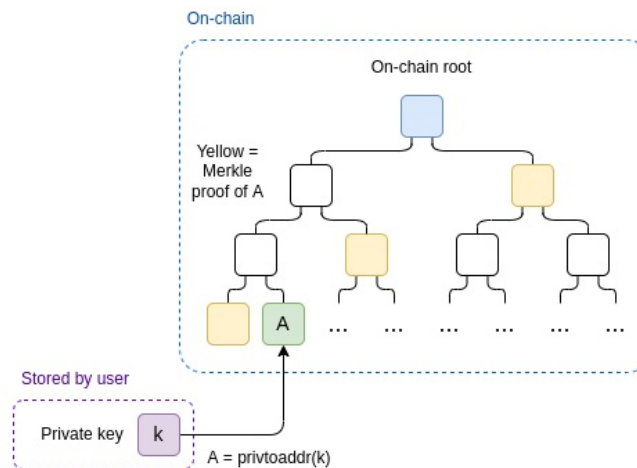 On-chain
On-chain root
Yellow =
Merkle
proof of A
A
... ... ... ... ... ...
Stored by user
Private key
k
A = privtoaddr(k)